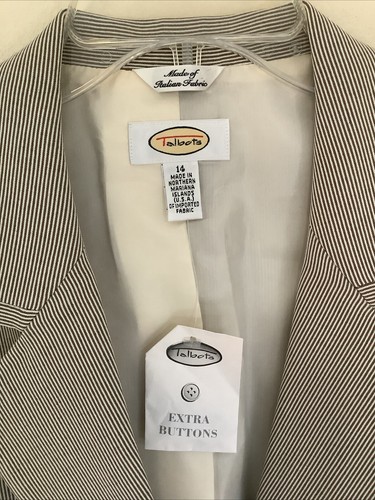 Made of
Italian Fabric
Talbots
14
MADE IN
NORTHERN
MARIANA
ISLANDS
(U.S.A.)
OF IMPORTED
FABRIC
Talbots
EXTRA
BUTTONS